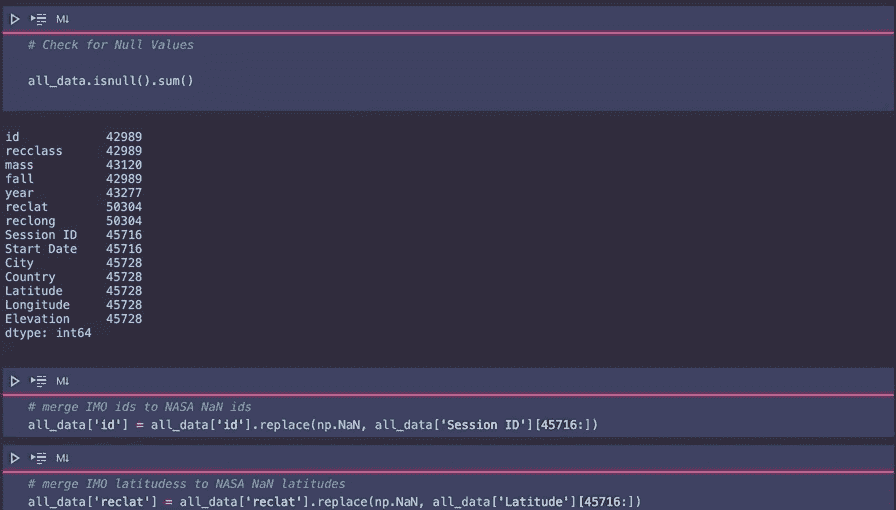 M↓
# Check for Null Values
all_data.isnull().sum()
id 42989
recclass 42989
mass 43120
fall 42989
year 43277
reclat 50304
reclong 50304
Session ID 45716
Start Date 45716
City 45728
Country 45728
Latitude 45728
Longitude 45728
Elevation 45728
dtype: int64
M↓
# merge IMO ids to NASA NaN ids
all_data['id'] = all_data['id'].replace(np.NaN, all_data['Session ID'][45716:])
M↓
# merge IMO latitudess to NASA NaN latitudes
all_data['reclat'] = all_data['reclat'].replace(np.NaN, all_data['Latitude'][45716:])